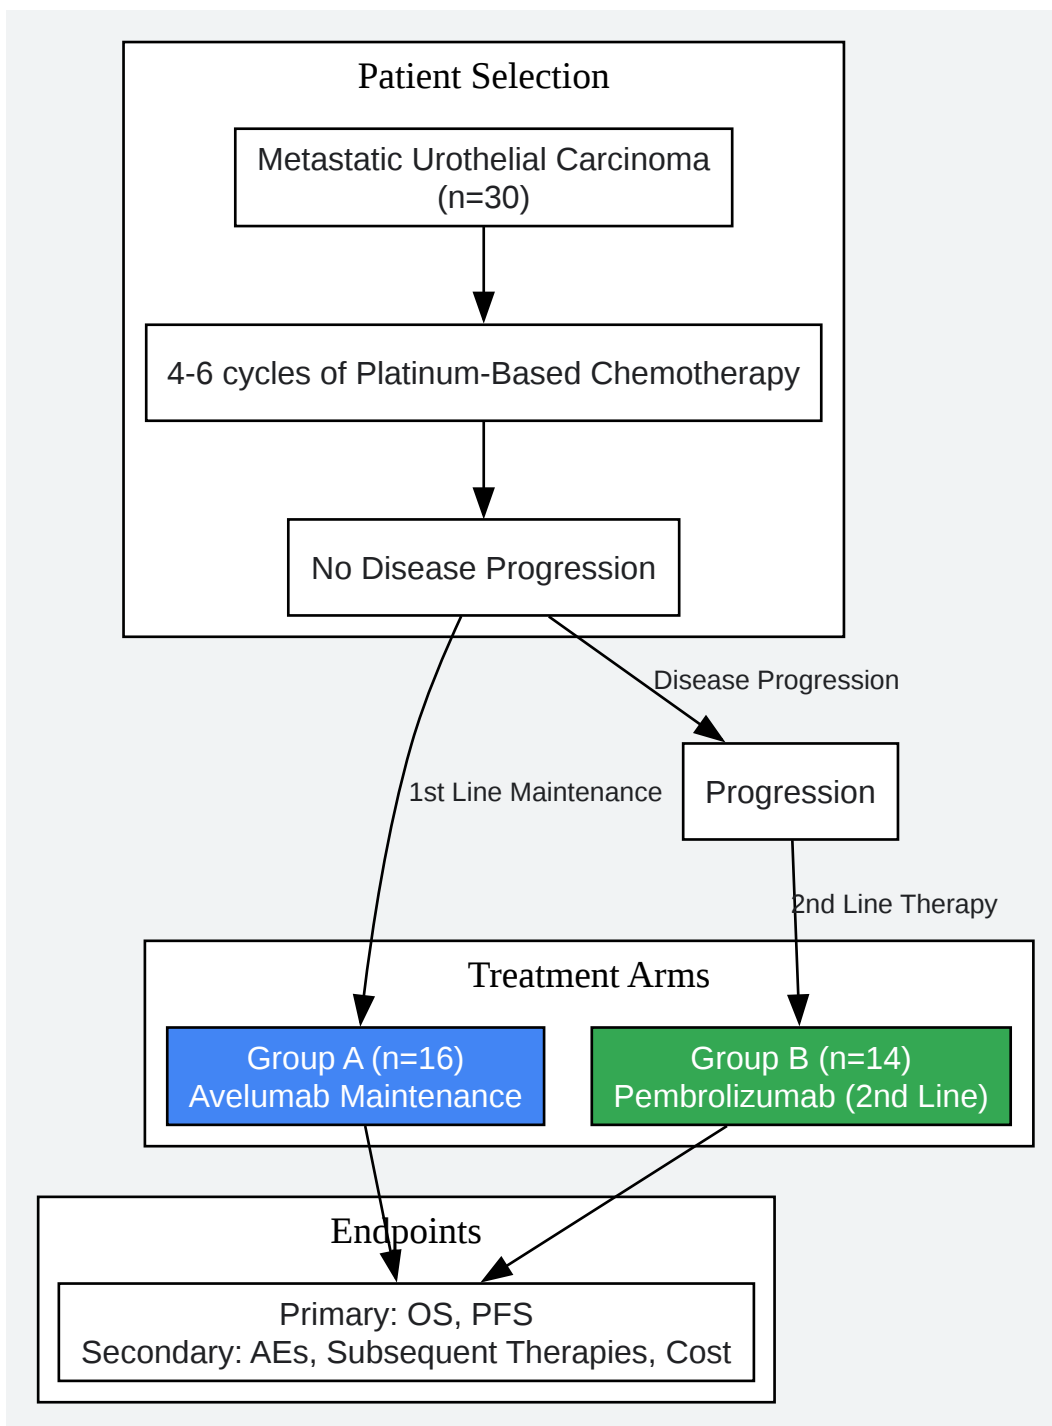 Patient Selection
Metastatic Urothelial Carcinoma
(n=30)
4-6 cycles of Platinum-Based Chemotherapy
No Disease Progression
Disease Progression
1st Line Maintenance
Progression
2nd Line Therapy
Treatment Arms
Group A (n=16)
Avelumab Maintenance
Group B (n=14)
Pembrolizumab (2nd Line)
Endpoints
Primary: OS, PFS
Secondary: AEs, Subsequent Therapies, Cost